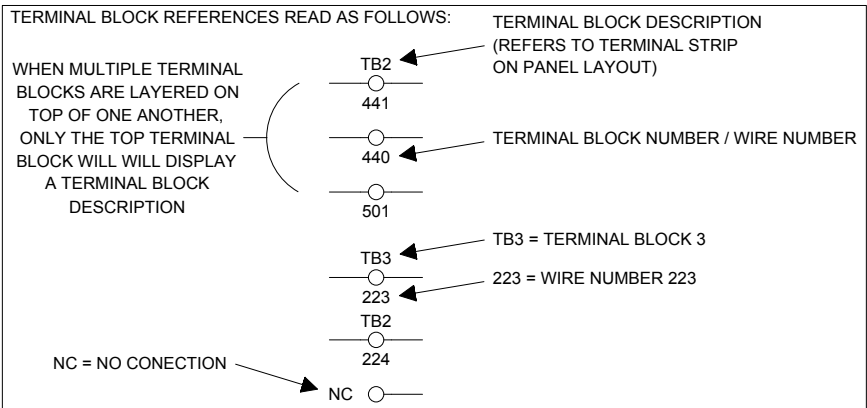 TERMINAL BLOCK REFERENCES READ AS FOLLOWS:
TERMINAL BLOCK DESCRIPTION
(REFERS TO TERMINAL STRIP
ON PANEL LAYOUT)
WHEN MULTIPLE TERMINAL
BLOCKS ARE LAYERED ON
TOP OF ONE ANOTHER,
ONLY THE TOP TERMINAL
BLOCK WILL WILL DISPLAY
A TERMINAL BLOCK
DESCRIPTION
TB2
441
440
TERMINAL BLOCK NUMBER / WIRE NUMBER
501
TB3 = TERMINAL BLOCK 3
TB3
223
223 = WIRE NUMBER 223
TB2
224
NC = NO CONECTION
NC